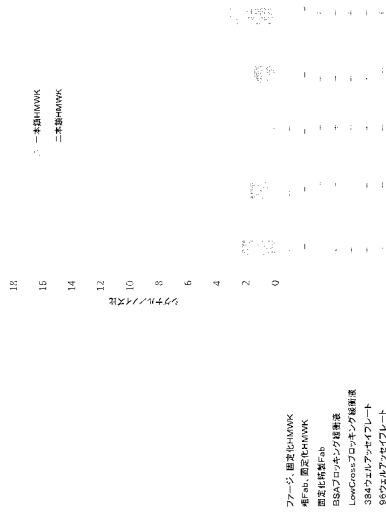 18
16
14
12
10
8
6
4
2
0
シグナル/ノイズ比
一本鎖HMWK
二本鎖HMWK
ファージ、固定化HMWK
粗Fab、固定化HMWK
固定化精製Fab
BSAブロッキング緩衝液
LowCrossブロッキング緩衝液
384ウェルアッセイプレート
96ウェルアッセイプレート